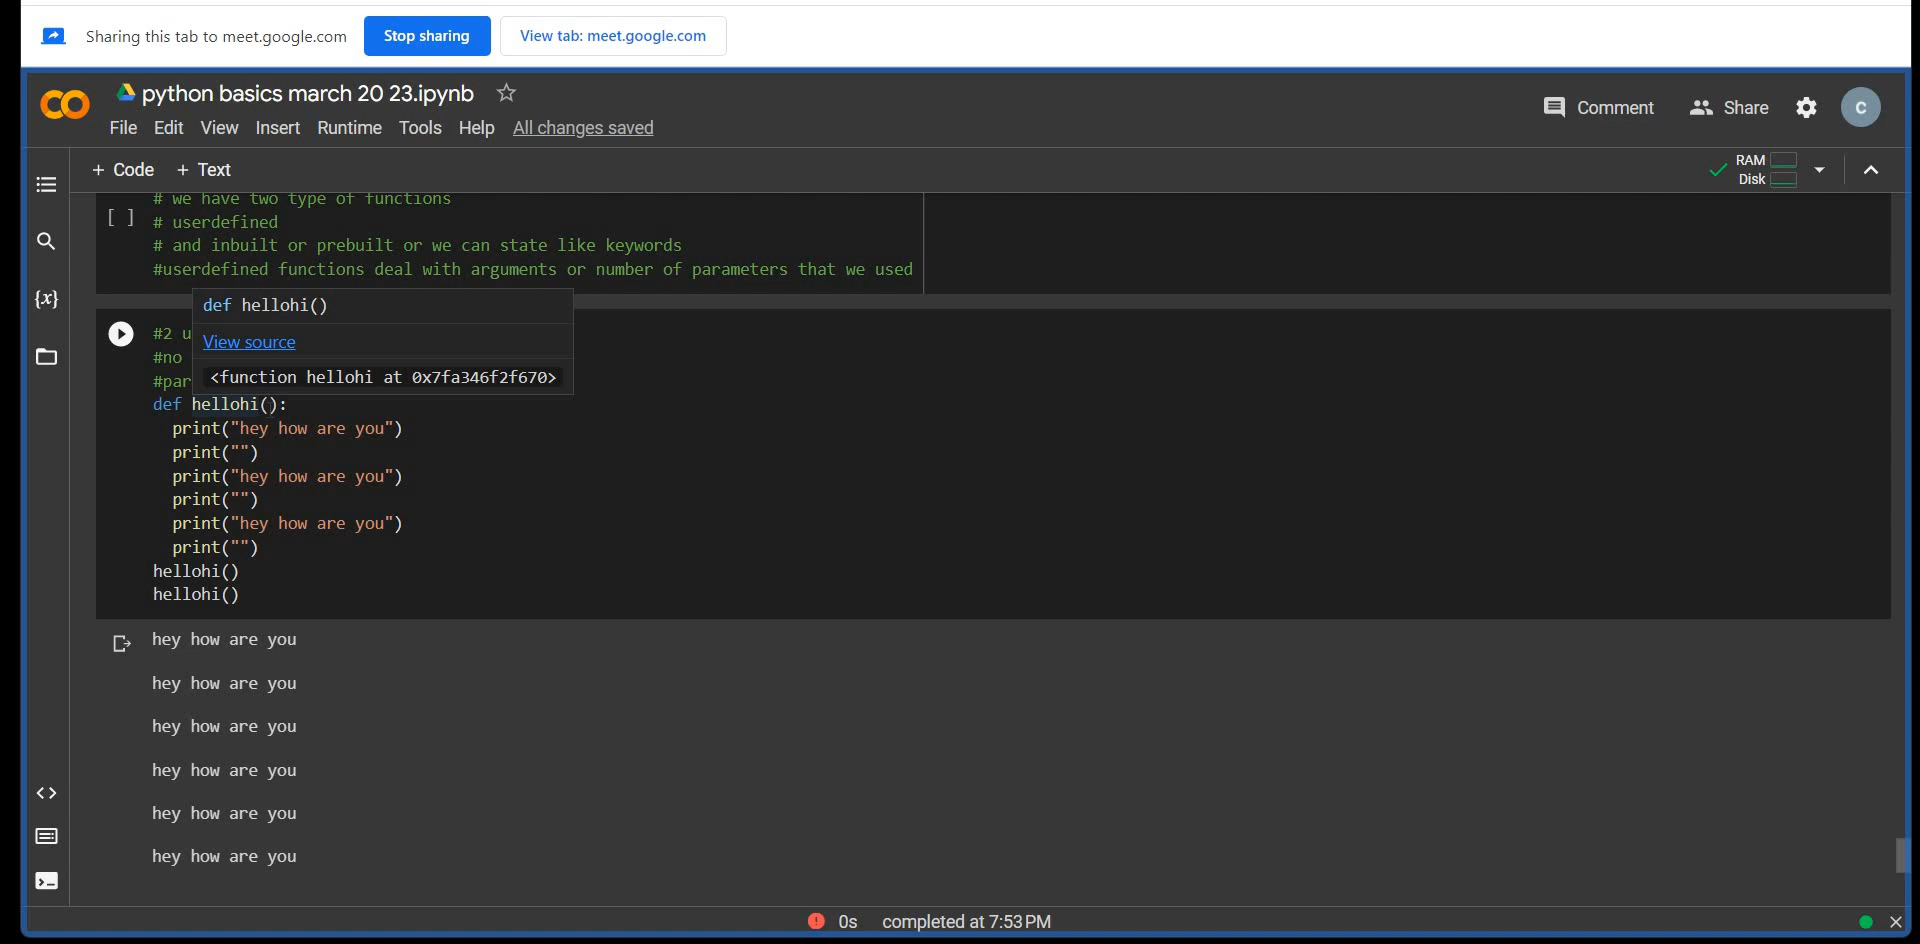 Sharing this tab to meet.google.com
Stop sharing
View tab: meet.google.com
python basics march 20 23.ipynb
Comment
Share
C
File Edit View Insert Runtime Tools Help All changes saved
+ Code + Text
RAM
Disk
# we have two type of functions
[ ] # userdefined
# and inbuilt or prebuilt or we can state like keywords
#userdefined functions deal with arguments or number of parameters that we used
def hellohi()
#2 u
View source
#no
<function hellohi at 0x7fa346f2f670>
#par
def hellohi():
print("hey how are you")
print("")
print("hey how are you")
print("")
print("hey how are you")
print("")
hellohi()
hellohi()
hey how are you
hey how are you
hey how are you
hey how are you
hey how are you
hey how are you
0s completed at 7:53 PM